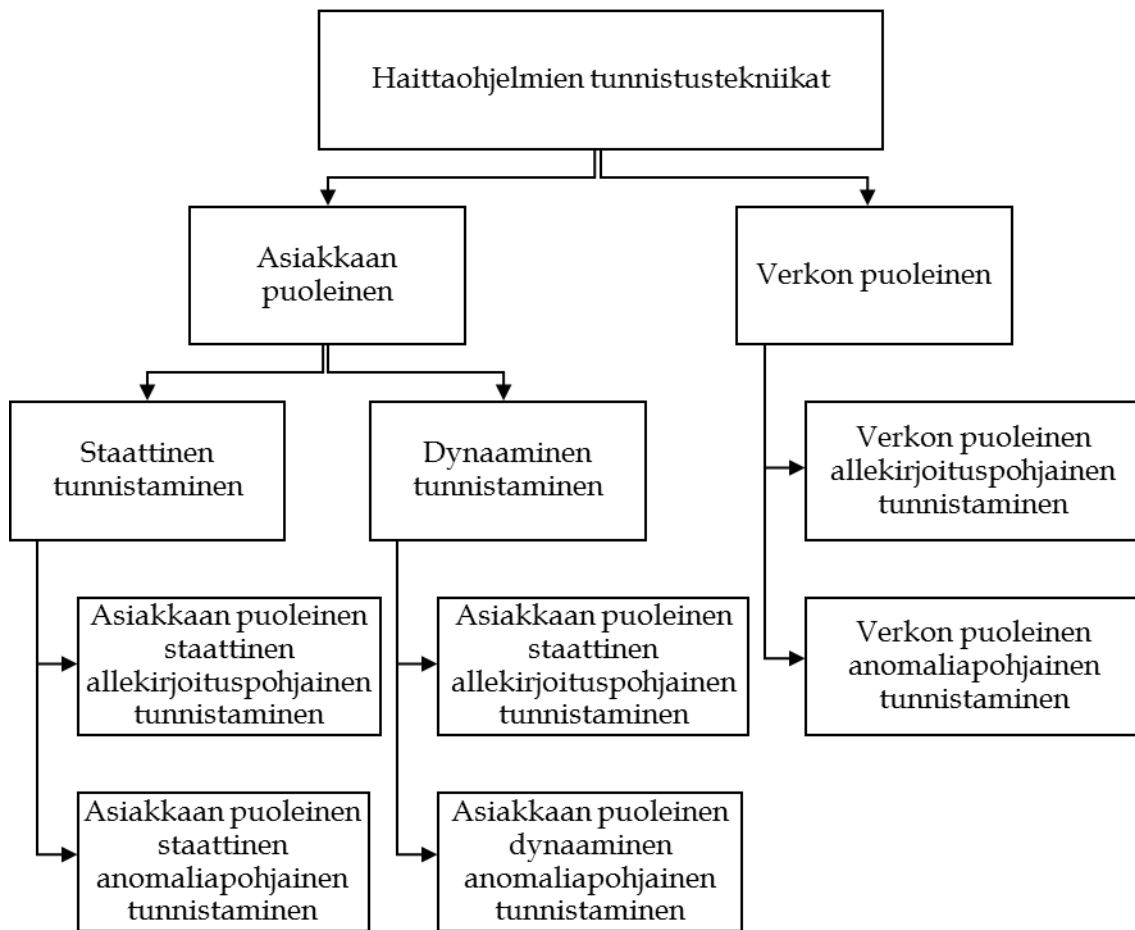 Haittaohjelmien tunnistustekniikat
Asiakkaan
puoleinen
Verkon puoleinen
Staattinen
tunnistaminen
Dynaaminen
tunnistaminen
Verkon puoleinen
allekirjoituspohjainen
tunnistaminen
Asiakkaan puoleinen
staattinen
allekirjoituspohjainen
tunnistaminen
Asiakkaan puoleinen
staattinen
allekirjoituspohjainen
tunnistaminen
Verkon puoleinen
anomaliapohjainen
tunnistaminen
Asiakkaan puoleinen
staattinen
anomaliapohjainen
tunnistaminen
Asiakkaan puoleinen
dynaaminen
anomaliapohjainen
tunnistaminen